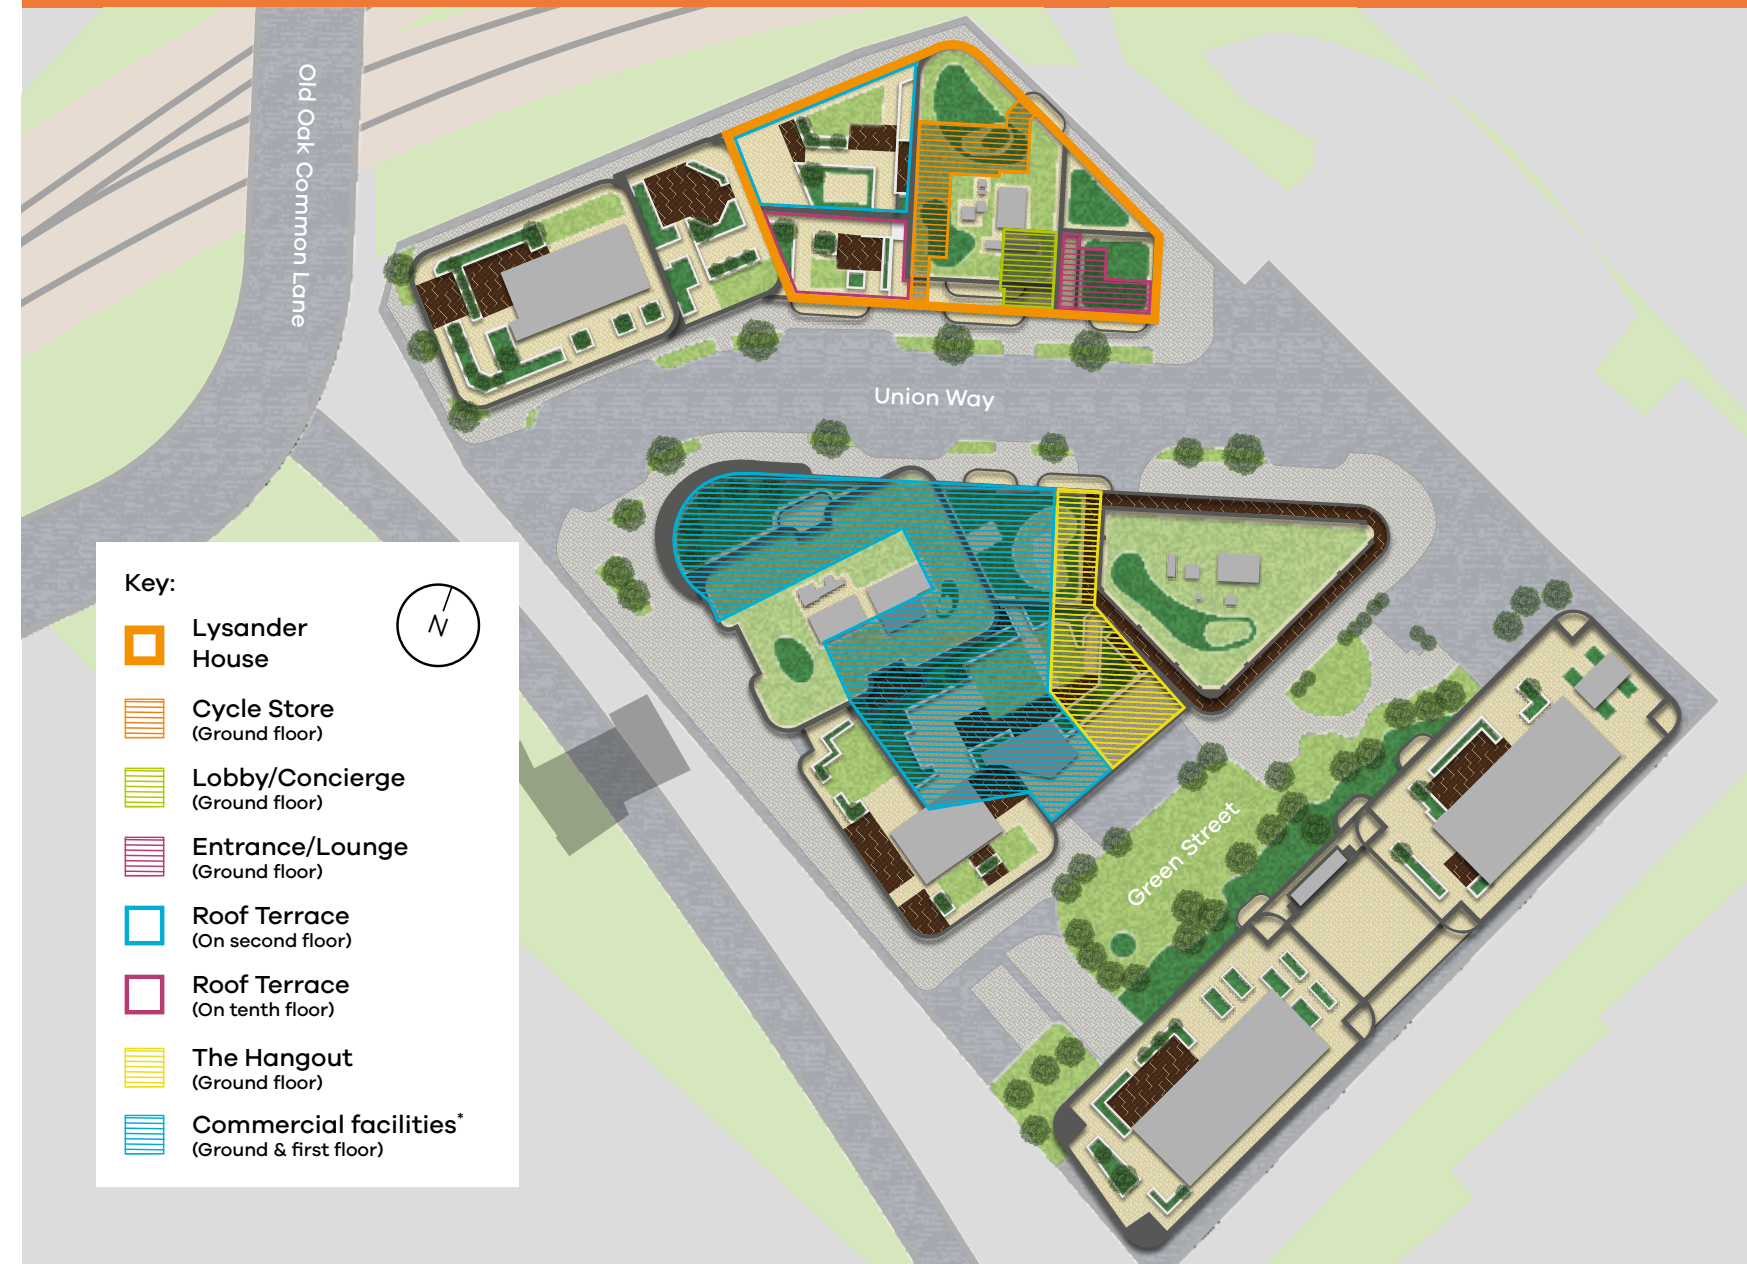 Old Oak Common Lane
Union Way
Green Street
Key:
N
Lysander
House
Cycle Store
(Ground floor)
Lobby/Concierge
(Ground floor)
Entrance/Lounge
(Ground floor)
Roof Terrace
(On second floor)
Roof Terrace
(On tenth floor)
The Hangout
(Ground floor)
Commercial facilities*
(Ground & first floor)